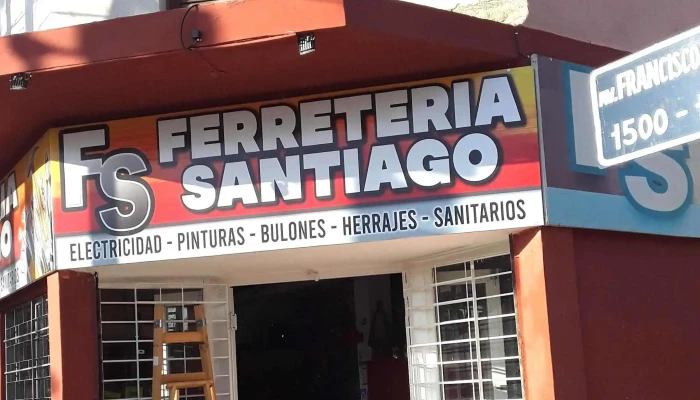 FS
FERRETERIA
SANTIAGO
ELECTRICIDAD - PINTURAS - BULONES - HERRAJES - SANITARIOS
FRANCISCO
1500 -